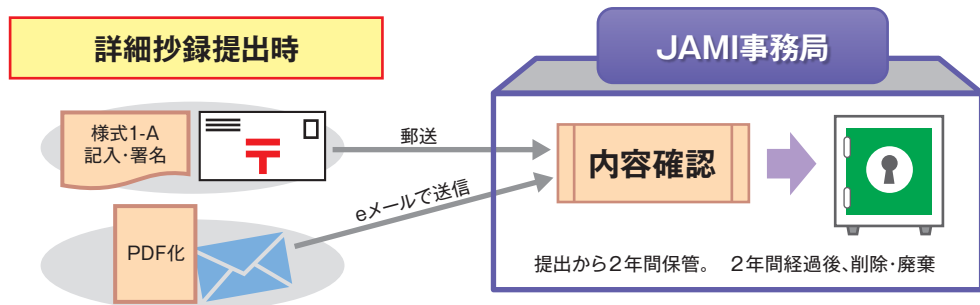 詳細抄録提出時
JAMI事務局
様式1-A
記入・署名
〒
郵送
内容確認
eメールで送信
PDF化
提出から2年間保管。 2年間経過後、削除・廃棄